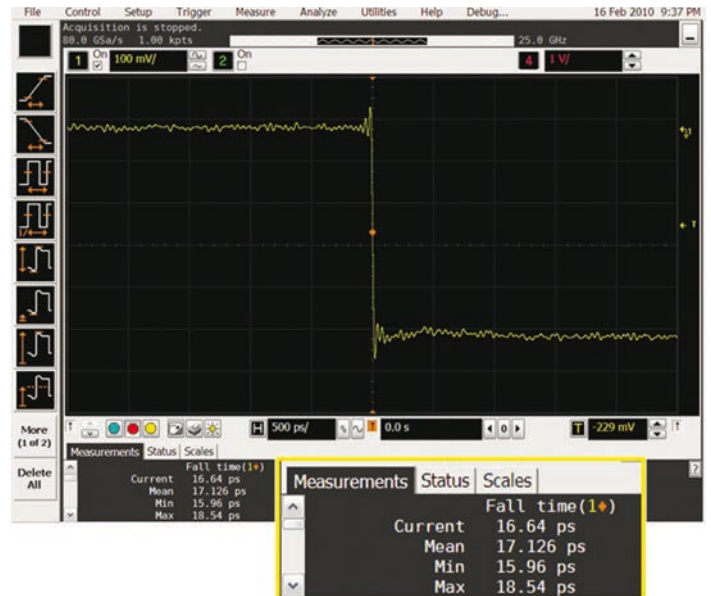 File Control Setup Trigger Measure Analyze Utilities Help Debug... 16 Feb 2010 9:37 PM
Acquisition is stopped.
80.0 GSa/s 1.00 kpts 25.0 GHz
1 On 100 mV/ 2 On 4 1 V/
T
More
(1 of 2)
Delete
All
H 500 ps/ 0.0 s 0 T -229 mV
Measurements Status Scales
Fall time(1♦)
Current 16.64 ps
Mean 17.126 ps
Min 15.96 ps
Max 18.54 ps
?
Measurements Status Scales
Fall time(1♦)
Current 16.64 ps
Mean 17.126 ps
Min 15.96 ps
Max 18.54 ps